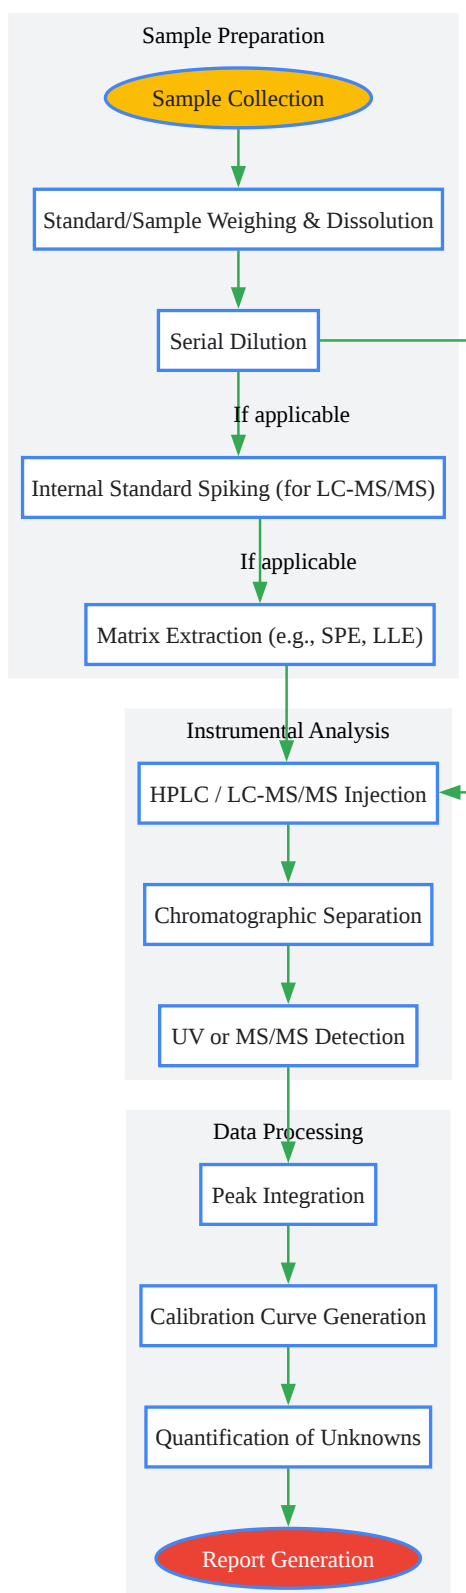 Sample Preparation
Sample Collection
Standard/Sample Weighing & Dissolution
Serial Dilution
If applicable
Internal Standard Spiking (for LC-MS/MS)
If applicable
Matrix Extraction (e.g., SPE, LLE)
Instrumental Analysis
HPLC / LC-MS/MS Injection
Chromatographic Separation
UV or MS/MS Detection
Data Processing
Peak Integration
Calibration Curve Generation
Quantification of Unknowns
Report Generation